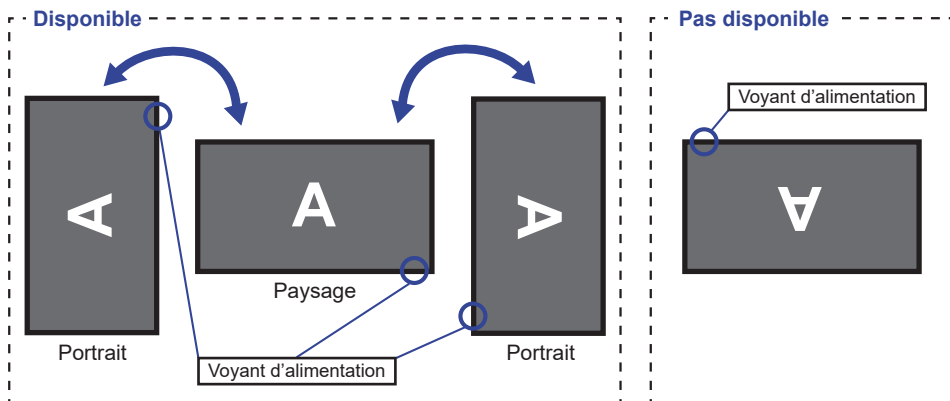 Disponible
Pas disponible
Voyant d’alimentation
A
A
A
A
Paysage
Portrait
Portrait
Voyant d’alimentation